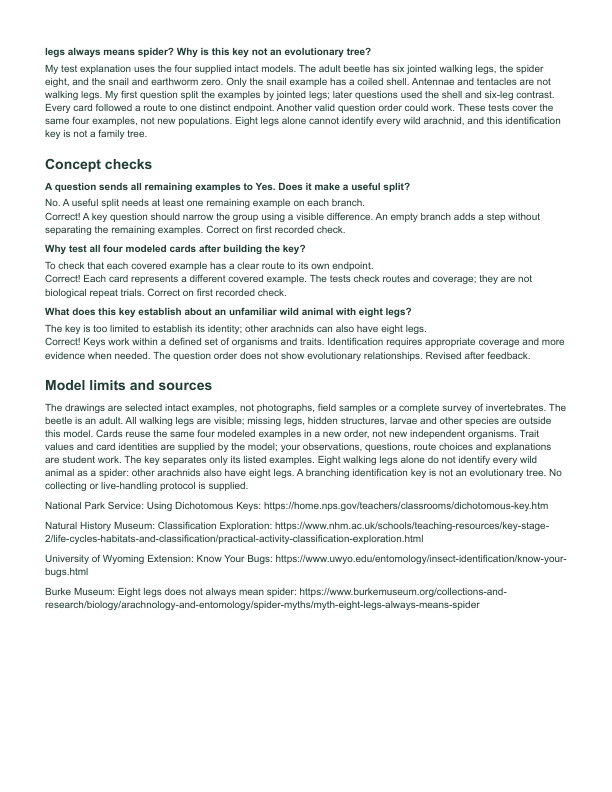 legs always means spider? Why is this key not an evolutionary tree?
My test explanation uses the four supplied intact models. The adult beetle has six jointed walking legs, the spider
eight, and the snail and earthworm zero. Only the snail example has a coiled shell. Antennae and tentacles are not
walking legs. My first question split the examples by jointed legs; later questions used the shell and six-leg contrast.
Every card followed a route to one distinct endpoint. Another valid question order could work. These tests cover the
same four examples, not new populations. Eight legs alone cannot identify every wild arachnid, and this identification
key is not a family tree.
Concept checks
A question sends all remaining examples to Yes. Does it make a useful split?
No. A useful split needs at least one remaining example on each branch.
Correct! A key question should narrow the group using a visible difference. An empty branch adds a step without
separating the remaining examples. Correct on first recorded check.
Why test all four modeled cards after building the key?
To check that each covered example has a clear route to its own endpoint.
Correct! Each card represents a different covered example. The tests check routes and coverage; they are not
biological repeat trials. Correct on first recorded check.
What does this key establish about an unfamiliar wild animal with eight legs?
The key is too limited to establish its identity; other arachnids can also have eight legs.
Correct! Keys work within a defined set of organisms and traits. Identification requires appropriate coverage and more
evidence when needed. The question order does not show evolutionary relationships. Revised after feedback.
Model limits and sources
The drawings are selected intact examples, not photographs, field samples or a complete survey of invertebrates. The
beetle is an adult. All walking legs are visible; missing legs, hidden structures, larvae and other species are outside
this model. Cards reuse the same four modeled examples in a new order, not new independent organisms. Trait
values and card identities are supplied by the model; your observations, questions, route choices and explanations
are student work. The key separates only its listed examples. Eight walking legs alone do not identify every wild
animal as a spider: other arachnids also have eight legs. A branching identification key is not an evolutionary tree. No
collecting or live-handling protocol is supplied.
National Park Service: Using Dichotomous Keys: https://home.nps.gov/teachers/classrooms/dichotomous-key.htm
Natural History Museum: Classification Exploration: https://www.nhm.ac.uk/schools/teaching-resources/key-stage-
2/life-cycles-habitats-and-classification/practical-activity-classification-exploration.html
University of Wyoming Extension: Know Your Bugs: https://www.uwyo.edu/entomology/insect-identification/know-your-
bugs.html
Burke Museum: Eight legs does not always mean spider: https://www.burkemuseum.org/collections-and-
research/biology/arachnology-and-entomology/spider-myths/myth-eight-legs-always-means-spider